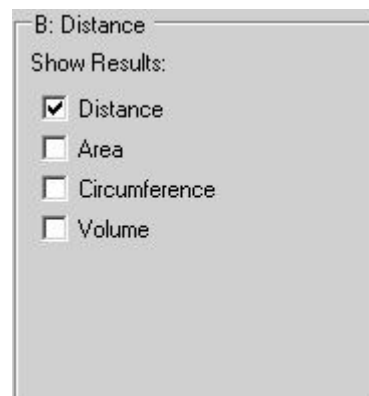 B: Distance
Show Results:
Distance
Area
Circumference
Volume